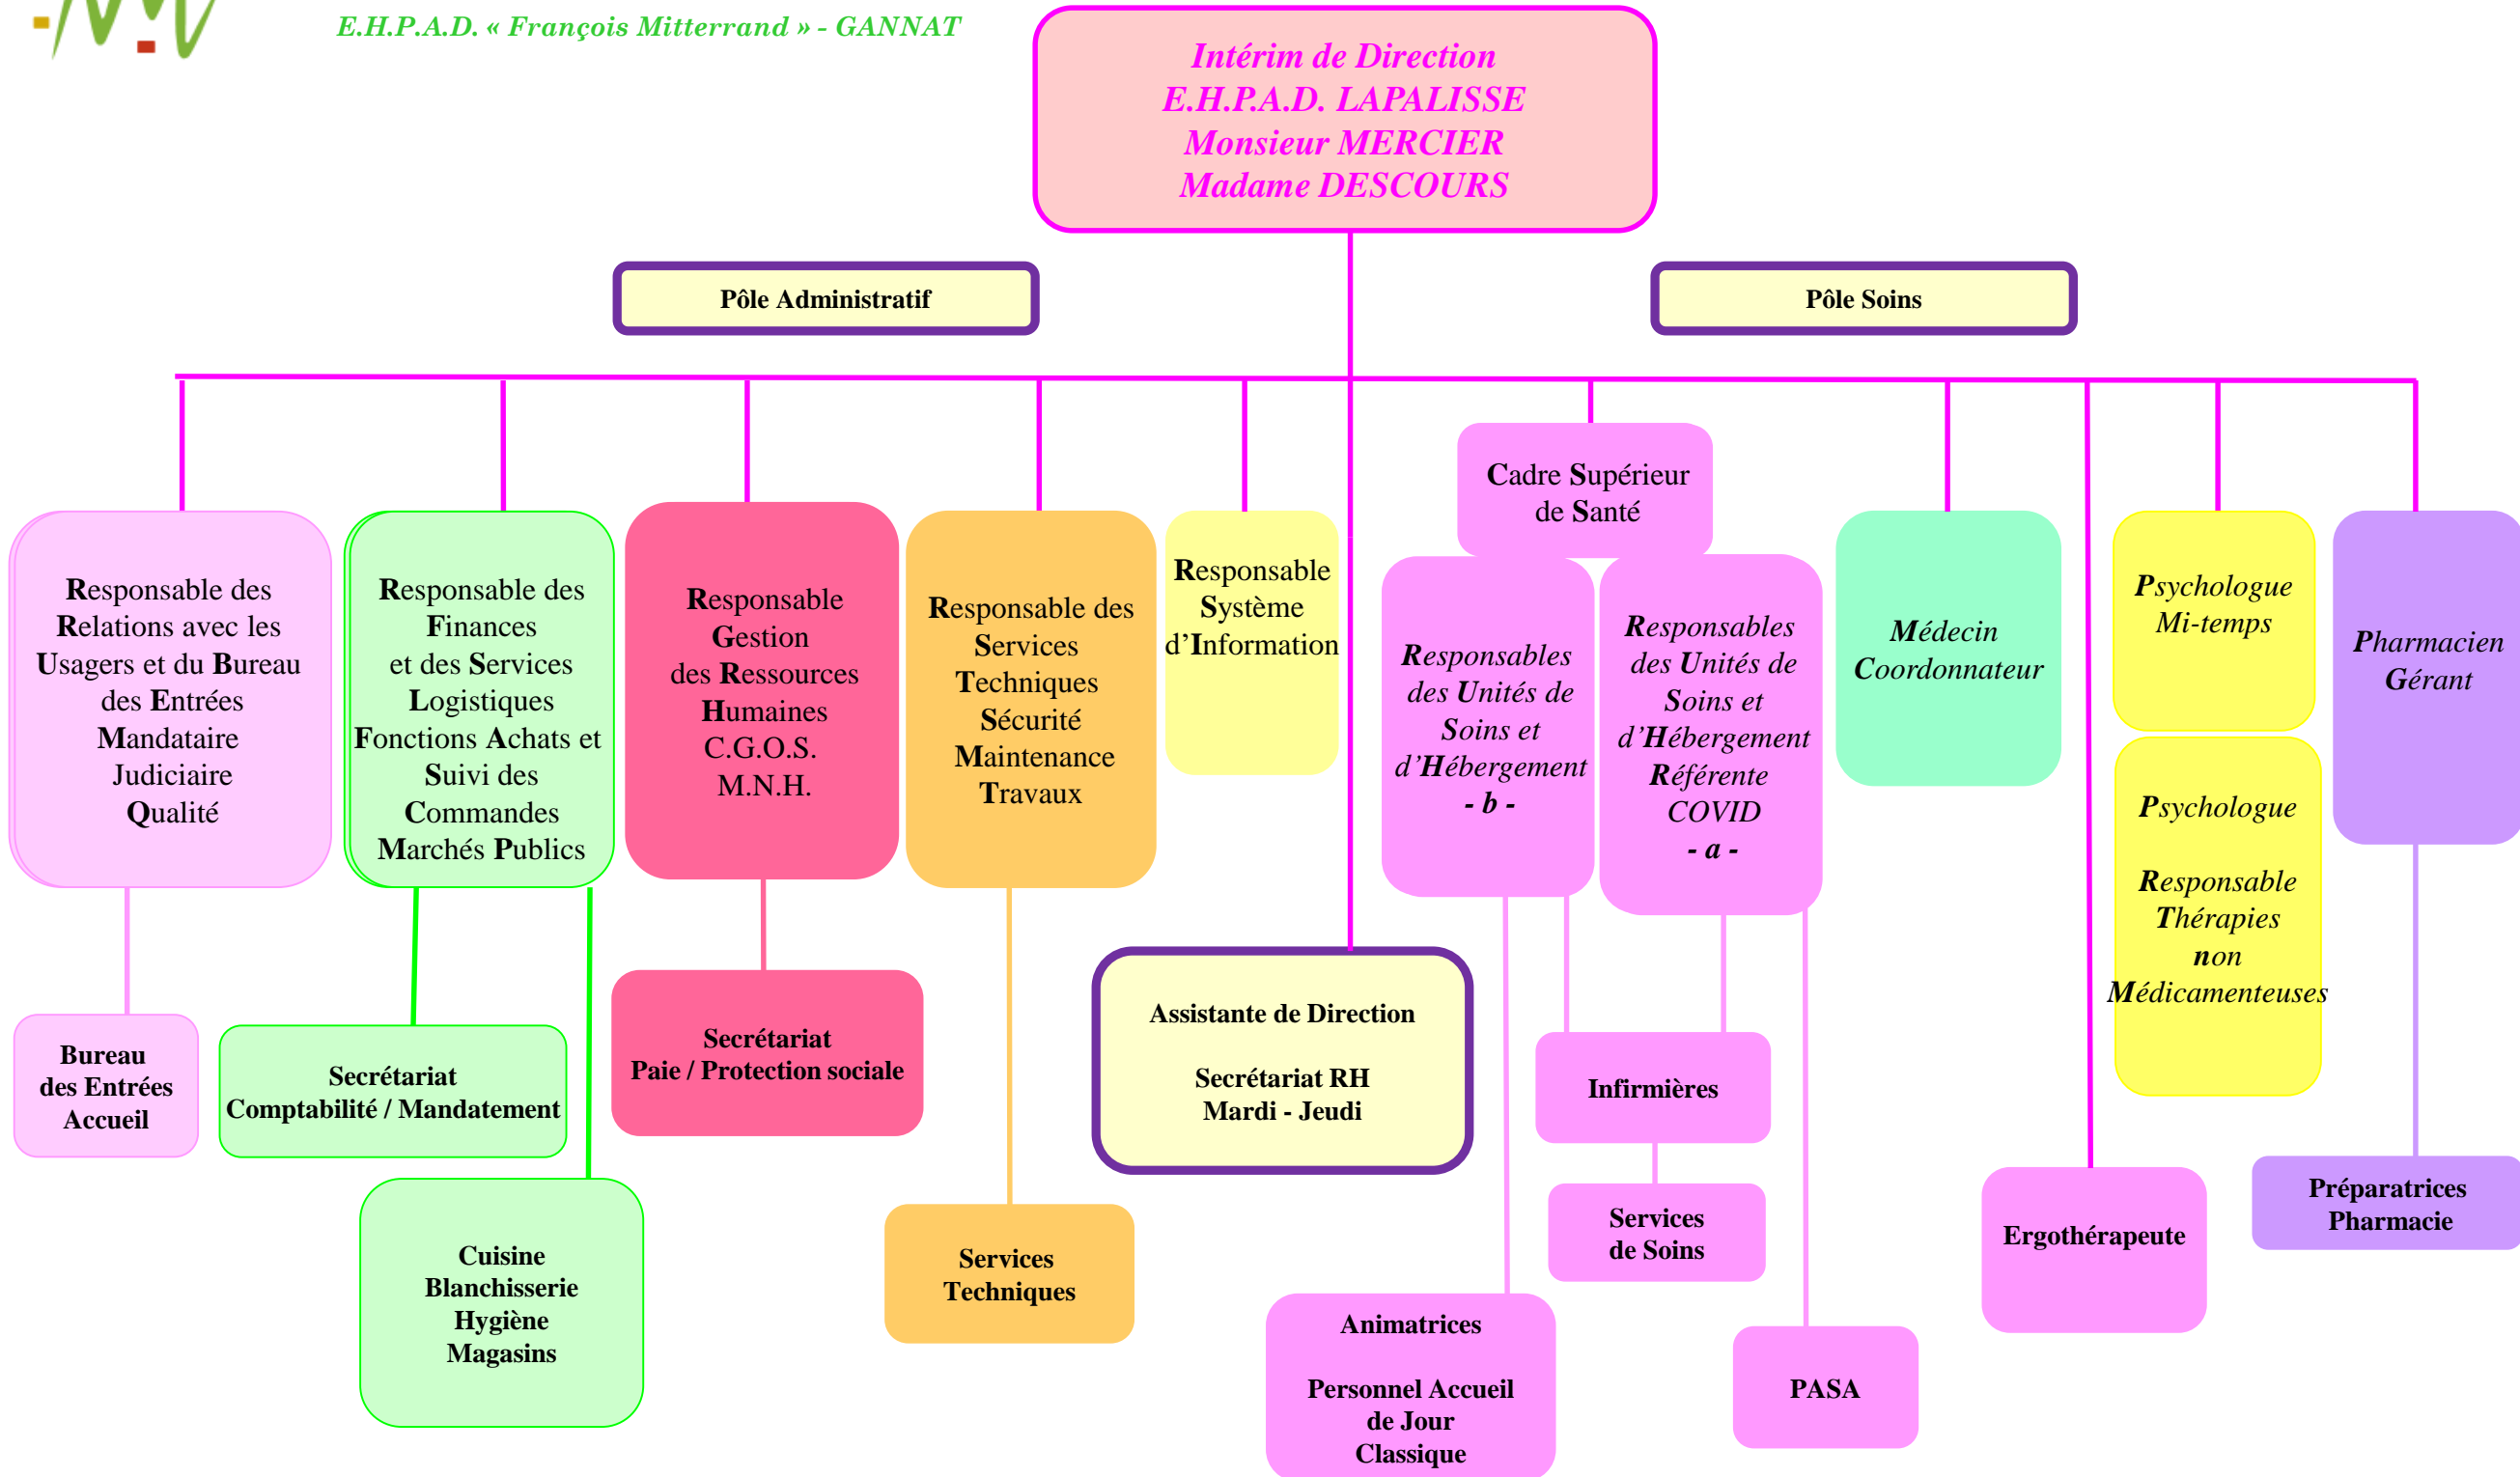 E.H.P.A.D. « François Mitterrand » - GANNAT
Intérim de Direction
E.H.P.A.D. LAPALISSE
Monsieur MERCIER
Madame DESCOURS
Pôle Administratif
Pôle Soins
Responsable des
Relations avec les
Usagers et du Bureau
des Entrées
Mandataire
Judiciaire
Qualité
Responsable des
Finances
et des Services
Logistiques
Fonctions Achats et
Suivi des
Commandes
Marchés Publics
Responsable
Gestion
des Ressources
Humaines
C.G.O.S.
M.N.H.
Responsable des
Services
Techniques
Sécurité
Maintenance
Travaux
Responsable
Système
d’Information
Cadre Supérieur
de Santé
Responsables
des Unités de
Soins et
d’Hébergement
- b -
Responsables
des Unités de
Soins et
d’Hébergement
Référente
COVID
- a -
Médecin
Coordonnateur
Psychologue
Mi-temps
Psychologue
Responsable
Thérapies
non
Médicamenteuses
Pharmacien
Gérant
Bureau
des Entrées
Accueil
Secrétariat
Comptabilité / Mandatement
Cuisine
Blanchisserie
Hygiène
Magasins
Secrétariat
Paie / Protection sociale
Services
Techniques
Assistante de Direction
Secrétariat RH
Mardi - Jeudi
Infirmières
Services
de Soins
Animatrices
Personnel Accueil
de Jour
Classique
PASA
Ergothérapeute
Préparatrices
Pharmacie